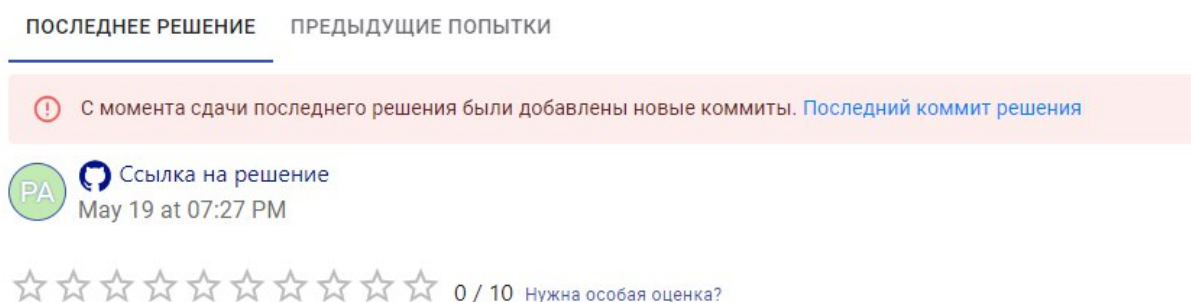 ПОСЛЕДНЕЕ РЕШЕНИЕ ПРЕДЫДУЩИЕ ПОПЫТКИ
С момента сдачи последнего решения были добавлены новые коммиты. Последний коммит решения
PA Ссылка на решение
May 19 at 07:27 PM
0 / 10 Нужна особая оценка?